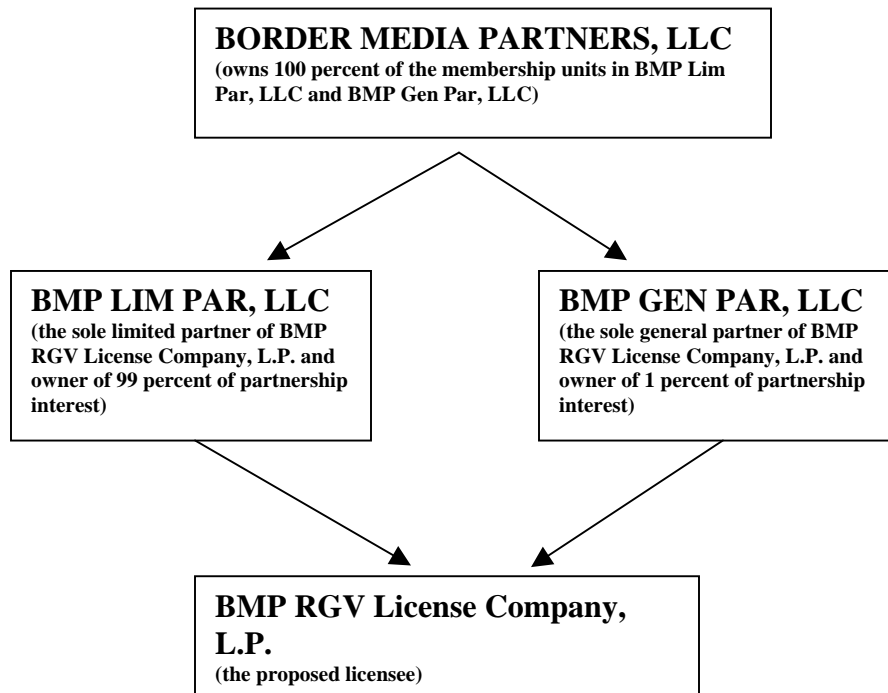 BORDER MEDIA PARTNERS, LLC
(owns 100 percent of the membership units in BMP Lim
Par, LLC and BMP Gen Par, LLC)
BMP LIM PAR, LLC
(the sole limited partner of BMP
RGV License Company, L.P. and
owner of 99 percent of partnership
interest)
BMP GEN PAR, LLC
(the sole general partner of BMP
RGV License Company, L.P. and
owner of 1 percent of partnership
interest)
BMP RGV License Company,
L.P.
(the proposed licensee)